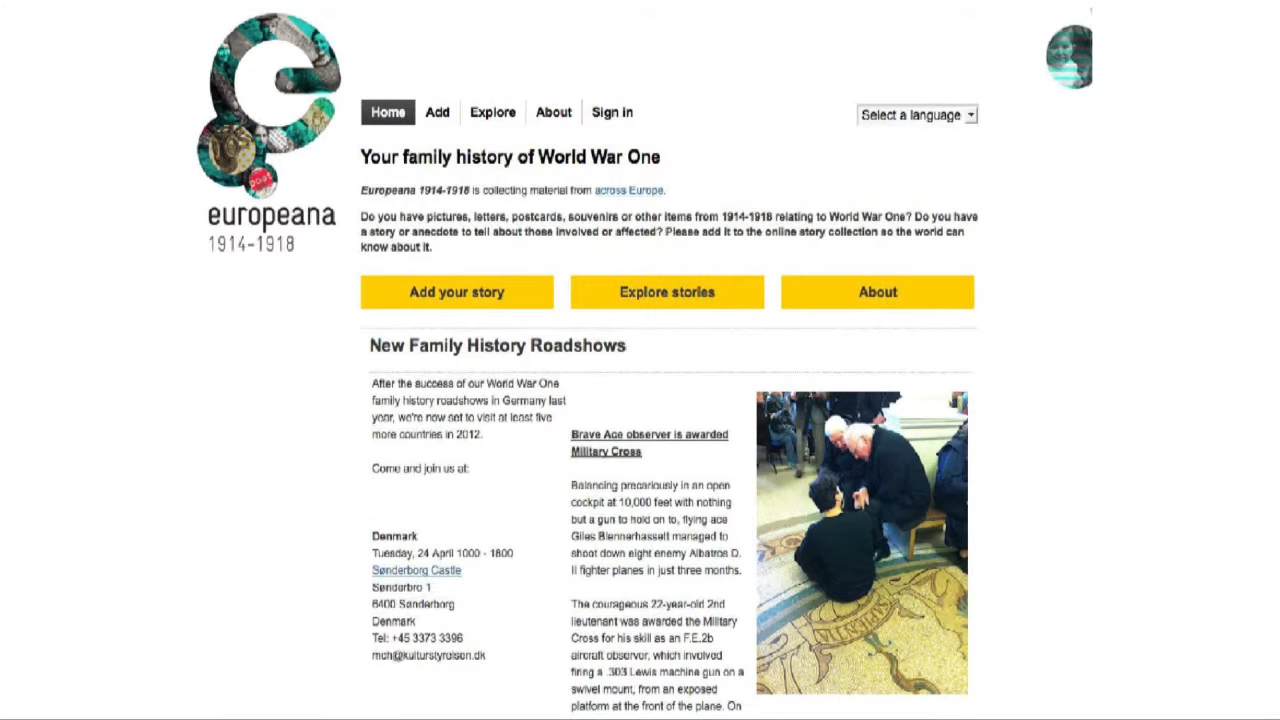 Home
Add
Explore
About
Sign in
Select a language
Your family history of World War One
europeana
1914-1918
post
Europeana 1914-1918 is collecting material from across Europe.
Do you have pictures, letters, postcards, souvenirs or other items from 1914-1918 relating to World War One? Do you have
a story or anecdote to tell about those involved or affected? Please add it to the online story collection so the world can
know about it.
Add your story
Explore stories
About
New Family History Roadshows
After the success of our World War One
family history roadshows in Germany last
year, we're now set to visit at least five
more countries in 2012.
Come and join us at:
Denmark
Tuesday, 24 April 1000 - 1800
Sønderborg Castle
Sønderbro 1
6400 Sønderborg
Denmark
Tel: +45 3373 3396
mch@kulturstyrelsen.dk
Brave Ace observer is awarded
Military Cross
Balancing precariously in an open
cockpit at 10,000 feet with nothing
but a gun to hold on to, flying ace
Giles Blennerhassett managed to
shoot down eight enemy Albatros D.
II fighter planes in just three months.
The courageous 22-year-old 2nd
lieutenant was awarded the Military
Cross for his skill as an F.E.2b
aircraft observer, which involved
firing a .303 Lewis machine gun on a
swivel mount, from an exposed
platform at the front of the plane. On